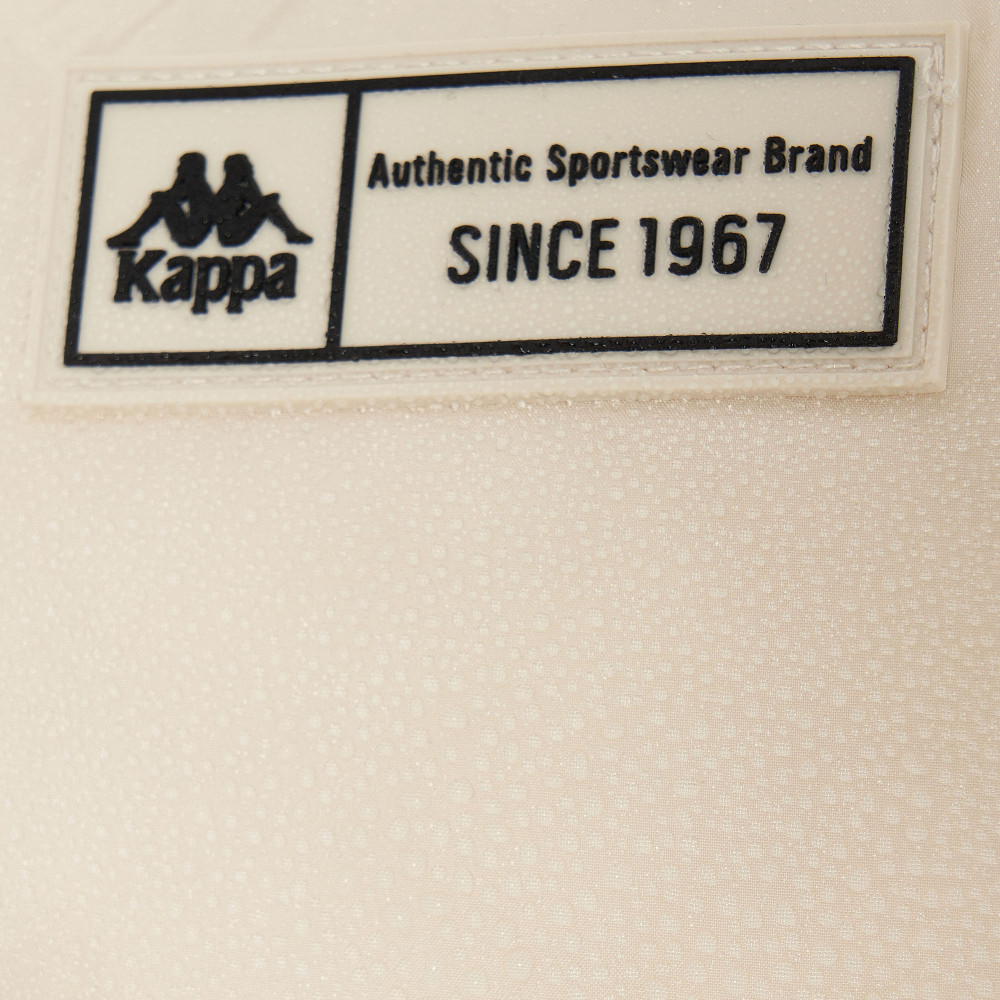 Kappa
Authentic Sportswear Brand
SINCE 1967